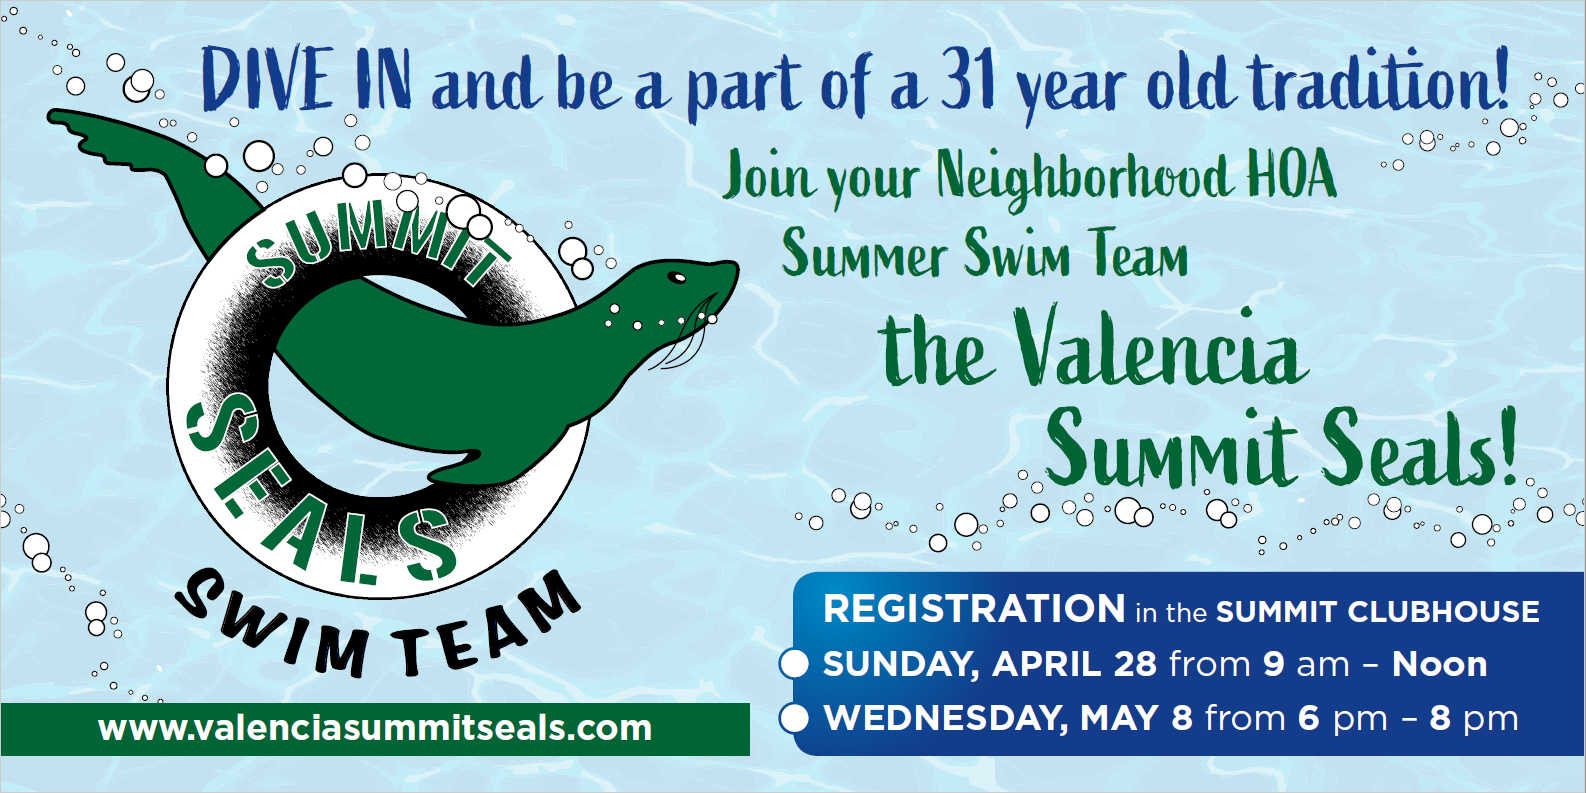 DIVE IN and be a part of a 31 year old tradition!
Join your Neighborhood HOA
Summer Swim Team
the Valencia
Summit Seals!
SUMMIT
SEALS
SWIM TEAM
www.valenciasummitseals.com
REGISTRATION in the SUMMIT CLUBHOUSE
SUNDAY, APRIL 28 from 9 am – Noon
WEDNESDAY, MAY 8 from 6 pm – 8 pm